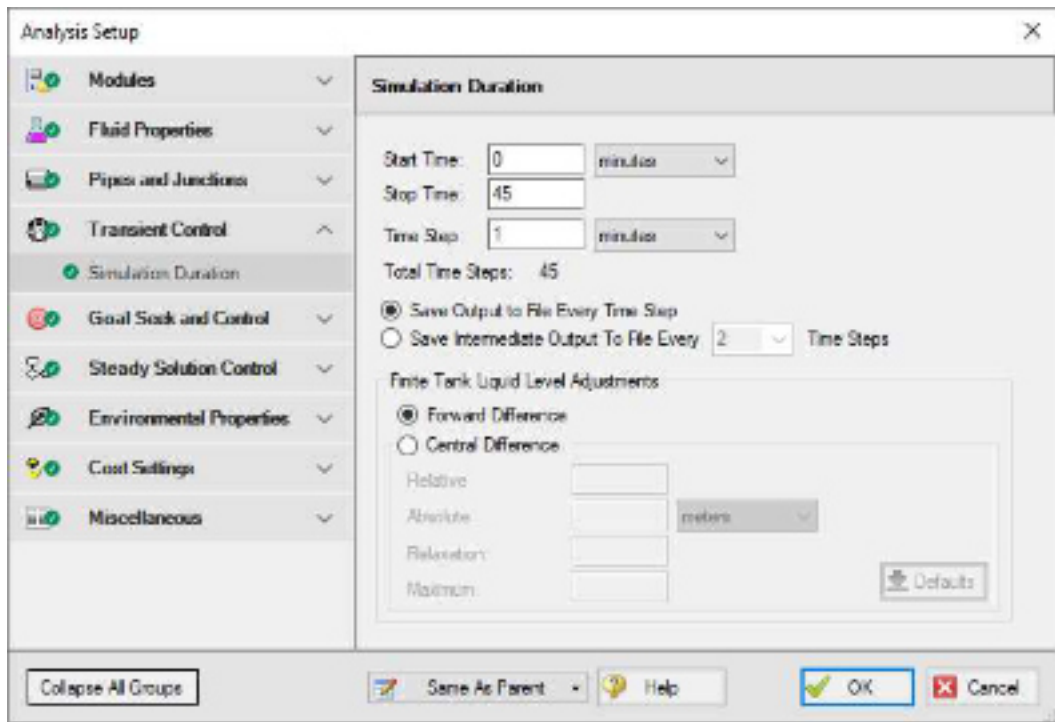 Analysis Setup
Modules
Fluid Properties
Pipes and Junctions
Transient Control
Simulation Duration
Goal Seek and Control
Steady Solution Control
Environmental Properties
Cost Settings
Miscellaneous
Collapse All Groups
Simulation Duration
Start Time: 0 minutes
Stop Time: 45
Time Step: 1 minutes
Total Time Steps: 45
Save Output to File Every Time Step
Save Intermediate Output To File Every 2 Time Steps
Finite Tank Liquid Level Adjustments
Forward Difference
Central Difference
Relative
Absolute meters
Relaxation:
Maximum
Defaults
Same As Parent
Help
OK
Cancel